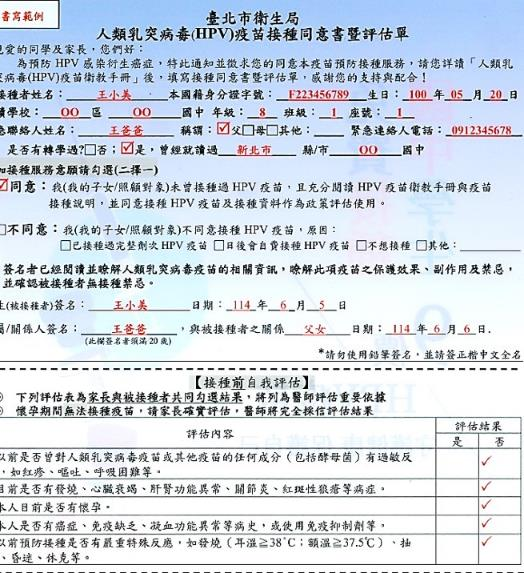 書寫範例
臺北市衛生局
人類乳突病毒(HPV)疫苗接種同意書暨評估單
親愛的同學及家長，您們好：
為預防 HPV 感染衍生癌症，特此通知並徵求您的同意本疫苗預防接種服務，請您詳讀「人類乳
突病毒(HPV)疫苗衛教手冊」後，填寫接種同意書暨評估單，感謝您的支持與配合！
接種者姓名： 王小美 本國籍身分證字號： F223456789 生日：100 年 05 月 20 日
學校： OO 區 OO 國中 年級： 8 班級： 1 座號： 1
急聯絡人姓名： 王爸爸 稱謂：☑父□母□其他： 緊急連絡人電話：0912345678
是否有轉學過?□否；☑是，曾經就讀過 新北市 縣/市 OO 國中
接種服務意願請勾選(二擇一)
☑同意：我(我的子女/照顧對象)未曾接種過 HPV 疫苗，且充分閱讀 HPV 疫苗衛教手冊與疫苗
接種說明，並同意接種 HPV 疫苗及接種資料作為政策評估使用。
□不同意：我(我的子女/照顧對象)不同意接種 HPV 疫苗，原因：
□已接種過完整劑次 HPV 疫苗 □日後會自費接種 HPV 疫苗 □不想接種 □其他：
簽名者已經閱讀並瞭解人類乳突病毒疫苗的相關資訊，瞭解此項疫苗之保護效果、副作用及禁忌，
並確認被接種者無接種禁忌。
生(被接種者)簽名： 王小美 日期：114 年 6 月 5 日
/關係人簽名： 王爸爸 ，與被接種者之關係 父女 日期：114 年 6 月 6 日.
(此欄簽名者須滿 20 歲)
*請勿使用鉛筆簽名，並請簽正楷中文全名
【接種前自我評估】
下列評估表為家長與被接種者共同勾選結果，將列為醫師評估重要依據
懷孕期間無法接種疫苗，請家長確實評估，醫師將完全採信評估結果
評估內容 評估結果
是 否
以前是否曾對人類乳突病毒疫苗或其他疫苗的任何成分（包括酵母菌）有過敏反
，如紅疹、嘔吐、呼吸困難等。 ✓
目前是否有發燒、心臟衰竭、肝腎功能異常、關節炎、紅斑性狼瘡等病症。 ✓
本人目前是否有懷孕。 ✓
本人是否有癌症、免疫缺乏、凝血功能異常等病史，或使用免疫抑制劑等。 ✓
以前預防接種是否有嚴重特殊反應，如發燒（耳溫≧38˚C；額溫≧37.5˚C）、抽
、昏迷、休克等。 ✓